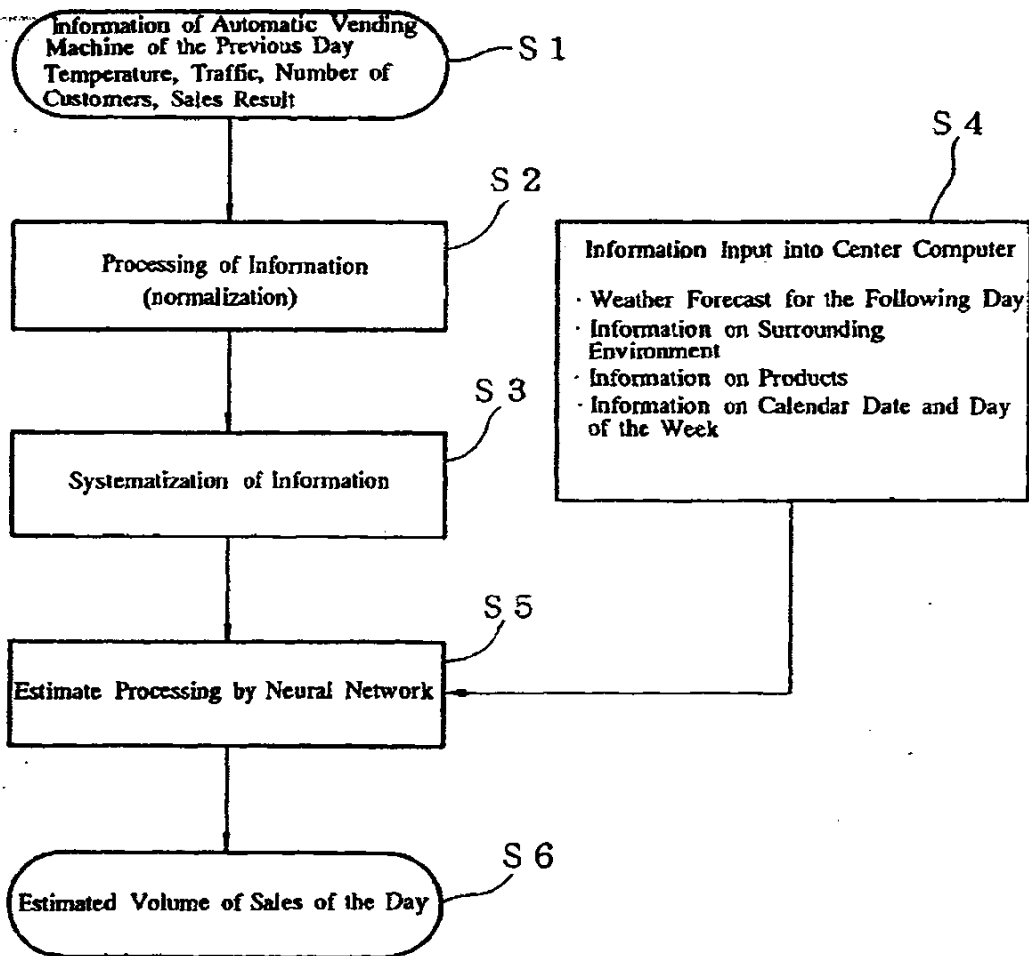 Information of Automatic Vending
Machine of the Previous Day
Temperature, Traffic, Number of
Customers, Sales Result
S 1
S 2
Processing of Information
(normalization)
S 3
Systematization of Information
S 4
Information Input into Center Computer
· Weather Forecast for the Following Day
· Information on Surrounding
Environment
· Information on Products
· Information on Calendar Date and Day
of the Week
S 5
Estimate Processing by Neural Network
S 6
Estimated Volume of Sales of the Day